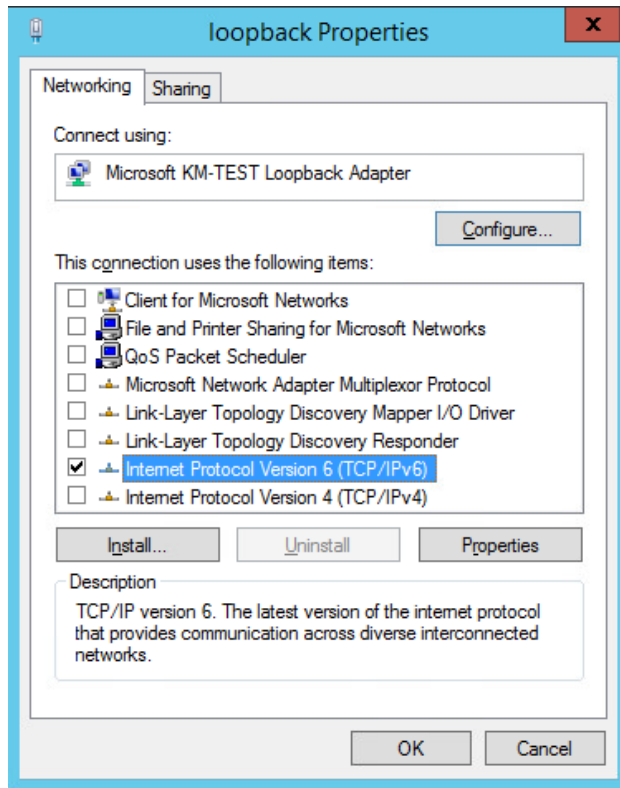 loopback Properties
x
Networking
Sharing
Connect using:
Microsoft KM-TEST Loopback Adapter
Configure...
This connection uses the following items:
Client for Microsoft Networks
File and Printer Sharing for Microsoft Networks
QoS Packet Scheduler
Microsoft Network Adapter Multiplexor Protocol
Link-Layer Topology Discovery Mapper I/O Driver
Link-Layer Topology Discovery Responder
Internet Protocol Version 6 (TCP/IPv6)
Internet Protocol Version 4 (TCP/IPv4)
Install...
Uninstall
Properties
Description
TCP/IP version 6. The latest version of the internet protocol
that provides communication across diverse interconnected
networks.
OK
Cancel